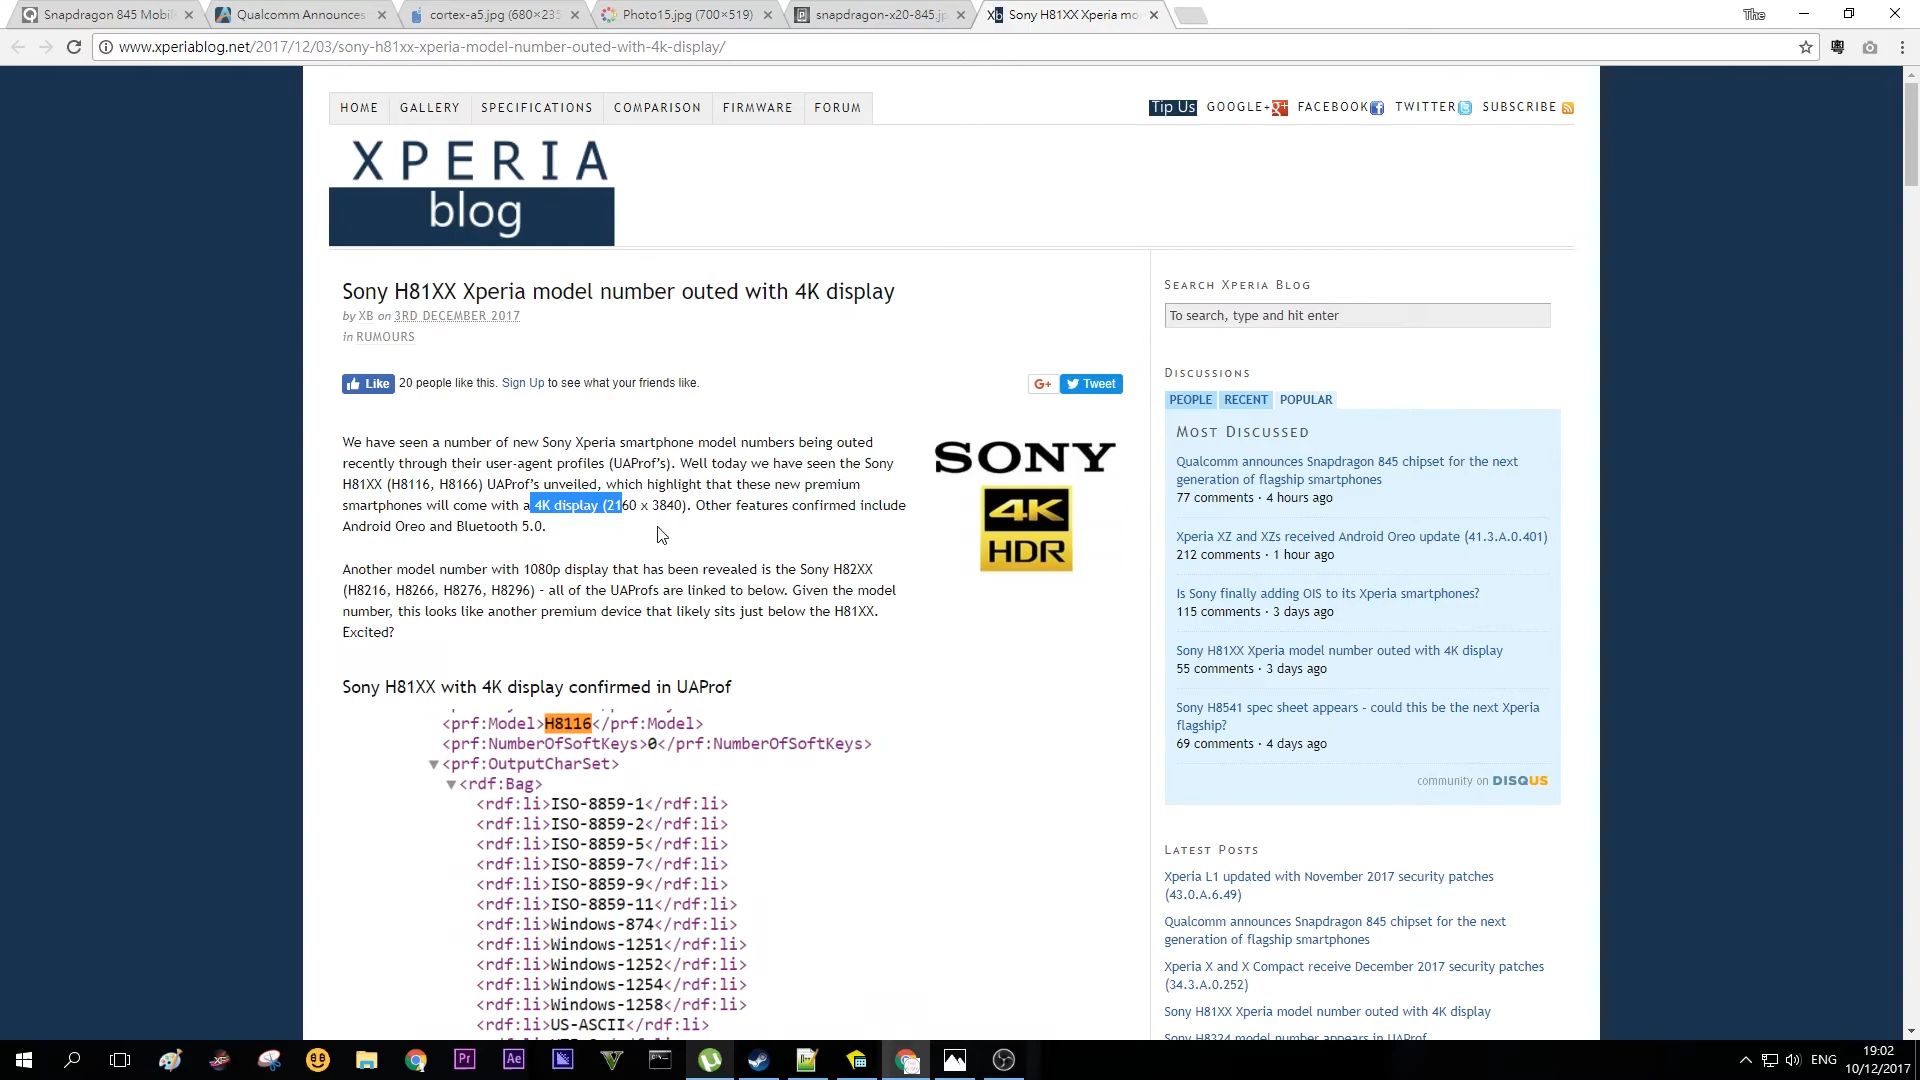 Snapdragon 845 Mobil
Qualcomm Announces
cortex-a5.jpg (680×235
Photo15.jpg (700×519)
snapdragon-x20-845.jp
Xb Sony H81XX Xperia mo
The
www.xperiablog.net/2017/12/03/sony-h81xx-xperia-model-number-outed-with-4k-display/
HOME GALLERY SPECIFICATIONS COMPARISON FIRMWARE FORUM
Tip Us GOOGLE+ FACEBOOK TWITTER SUBSCRIBE
XPERIA
blog
Sony H81XX Xperia model number outed with 4K display
by XB on 3RD DECEMBER 2017
in RUMOURS
Like 20 people like this. Sign Up to see what your friends like.
G+ Tweet
We have seen a number of new Sony Xperia smartphone model numbers being outed
recently through their user-agent profiles (UAProf's). Well today we have seen the Sony
H81XX (H8116, H8166) UAProf's unveiled, which highlight that these new premium
smartphones will come with a 4K display (2160 x 3840). Other features confirmed include
Android Oreo and Bluetooth 5.0.
SONY
4K
HDR
Another model number with 1080p display that has been revealed is the Sony H82XX
(H8216, H8266, H8276, H8296) – all of the UAProfs are linked to below. Given the model
number, this looks like another premium device that likely sits just below the H81XX.
Excited?
Sony H81XX with 4K display confirmed in UAProf
<prf:Model>H8116</prf:Model>
<prf:NumberOfSoftKeys>0</prf:NumberOfSoftKeys>
<prf:OutputCharSet>
<rdf:Bag>
<rdf:li>ISO-8859-1</rdf:li>
<rdf:li>ISO-8859-2</rdf:li>
<rdf:li>ISO-8859-5</rdf:li>
<rdf:li>ISO-8859-7</rdf:li>
<rdf:li>ISO-8859-9</rdf:li>
<rdf:li>ISO-8859-11</rdf:li>
<rdf:li>Windows-874</rdf:li>
<rdf:li>Windows-1251</rdf:li>
<rdf:li>Windows-1252</rdf:li>
<rdf:li>Windows-1254</rdf:li>
<rdf:li>Windows-1258</rdf:li>
<rdf:li>US-ASCII</rdf:li>
SEARCH XPERIA BLOG
To search, type and hit enter
DISCUSSIONS
PEOPLE RECENT POPULAR
MOST DISCUSSED
Qualcomm announces Snapdragon 845 chipset for the next
generation of flagship smartphones
77 comments · 4 hours ago
Xperia XZ and XZs received Android Oreo update (41.3.A.0.401)
212 comments · 1 hour ago
Is Sony finally adding OIS to its Xperia smartphones?
115 comments · 3 days ago
Sony H81XX Xperia model number outed with 4K display
55 comments · 3 days ago
Sony H8541 spec sheet appears – could this be the next Xperia
flagship?
69 comments · 4 days ago
community on DISQUS
LATEST POSTS
Xperia L1 updated with November 2017 security patches
(43.0.A.6.49)
Qualcomm announces Snapdragon 845 chipset for the next
generation of flagship smartphones
Xperia X and X Compact receive December 2017 security patches
(34.3.A.0.252)
Sony H81XX Xperia model number outed with 4K display
Sony H8324 model number appears in UAProf
Pr Ae
ENG
19:02
10/12/2017